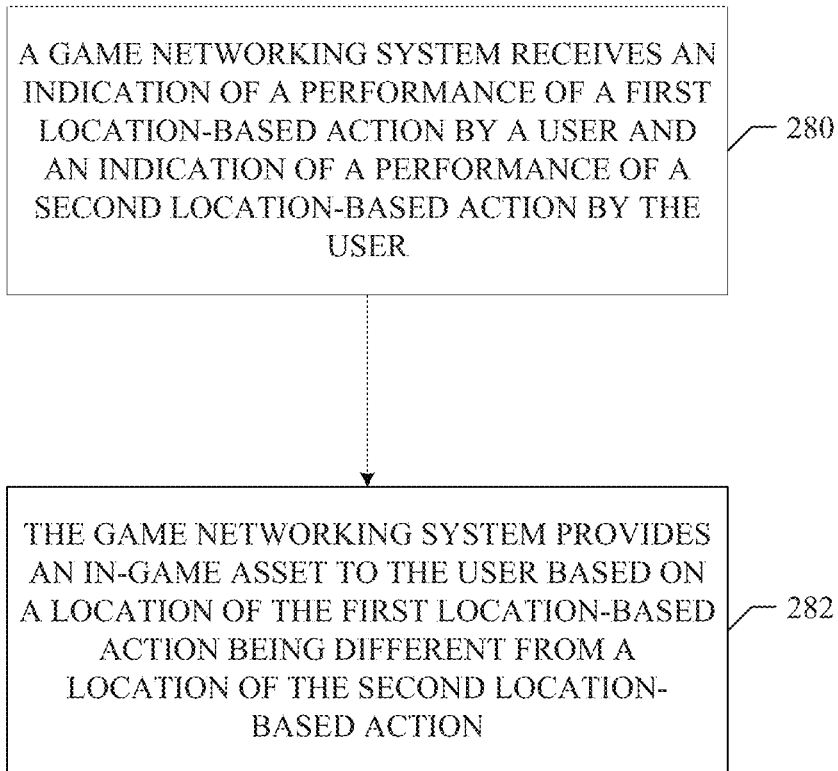 A GAME NETWORKING SYSTEM RECEIVES AN
INDICATION OF A PERFORMANCE OF A FIRST
LOCATION-BASED ACTION BY A USER AND
AN INDICATION OF A PERFORMANCE OF A
SECOND LOCATION-BASED ACTION BY THE
USER
280
THE GAME NETWORKING SYSTEM PROVIDES
AN IN-GAME ASSET TO THE USER BASED ON
A LOCATION OF THE FIRST LOCATION-BASED
ACTION BEING DIFFERENT FROM A
LOCATION OF THE SECOND LOCATION-
BASED ACTION
282